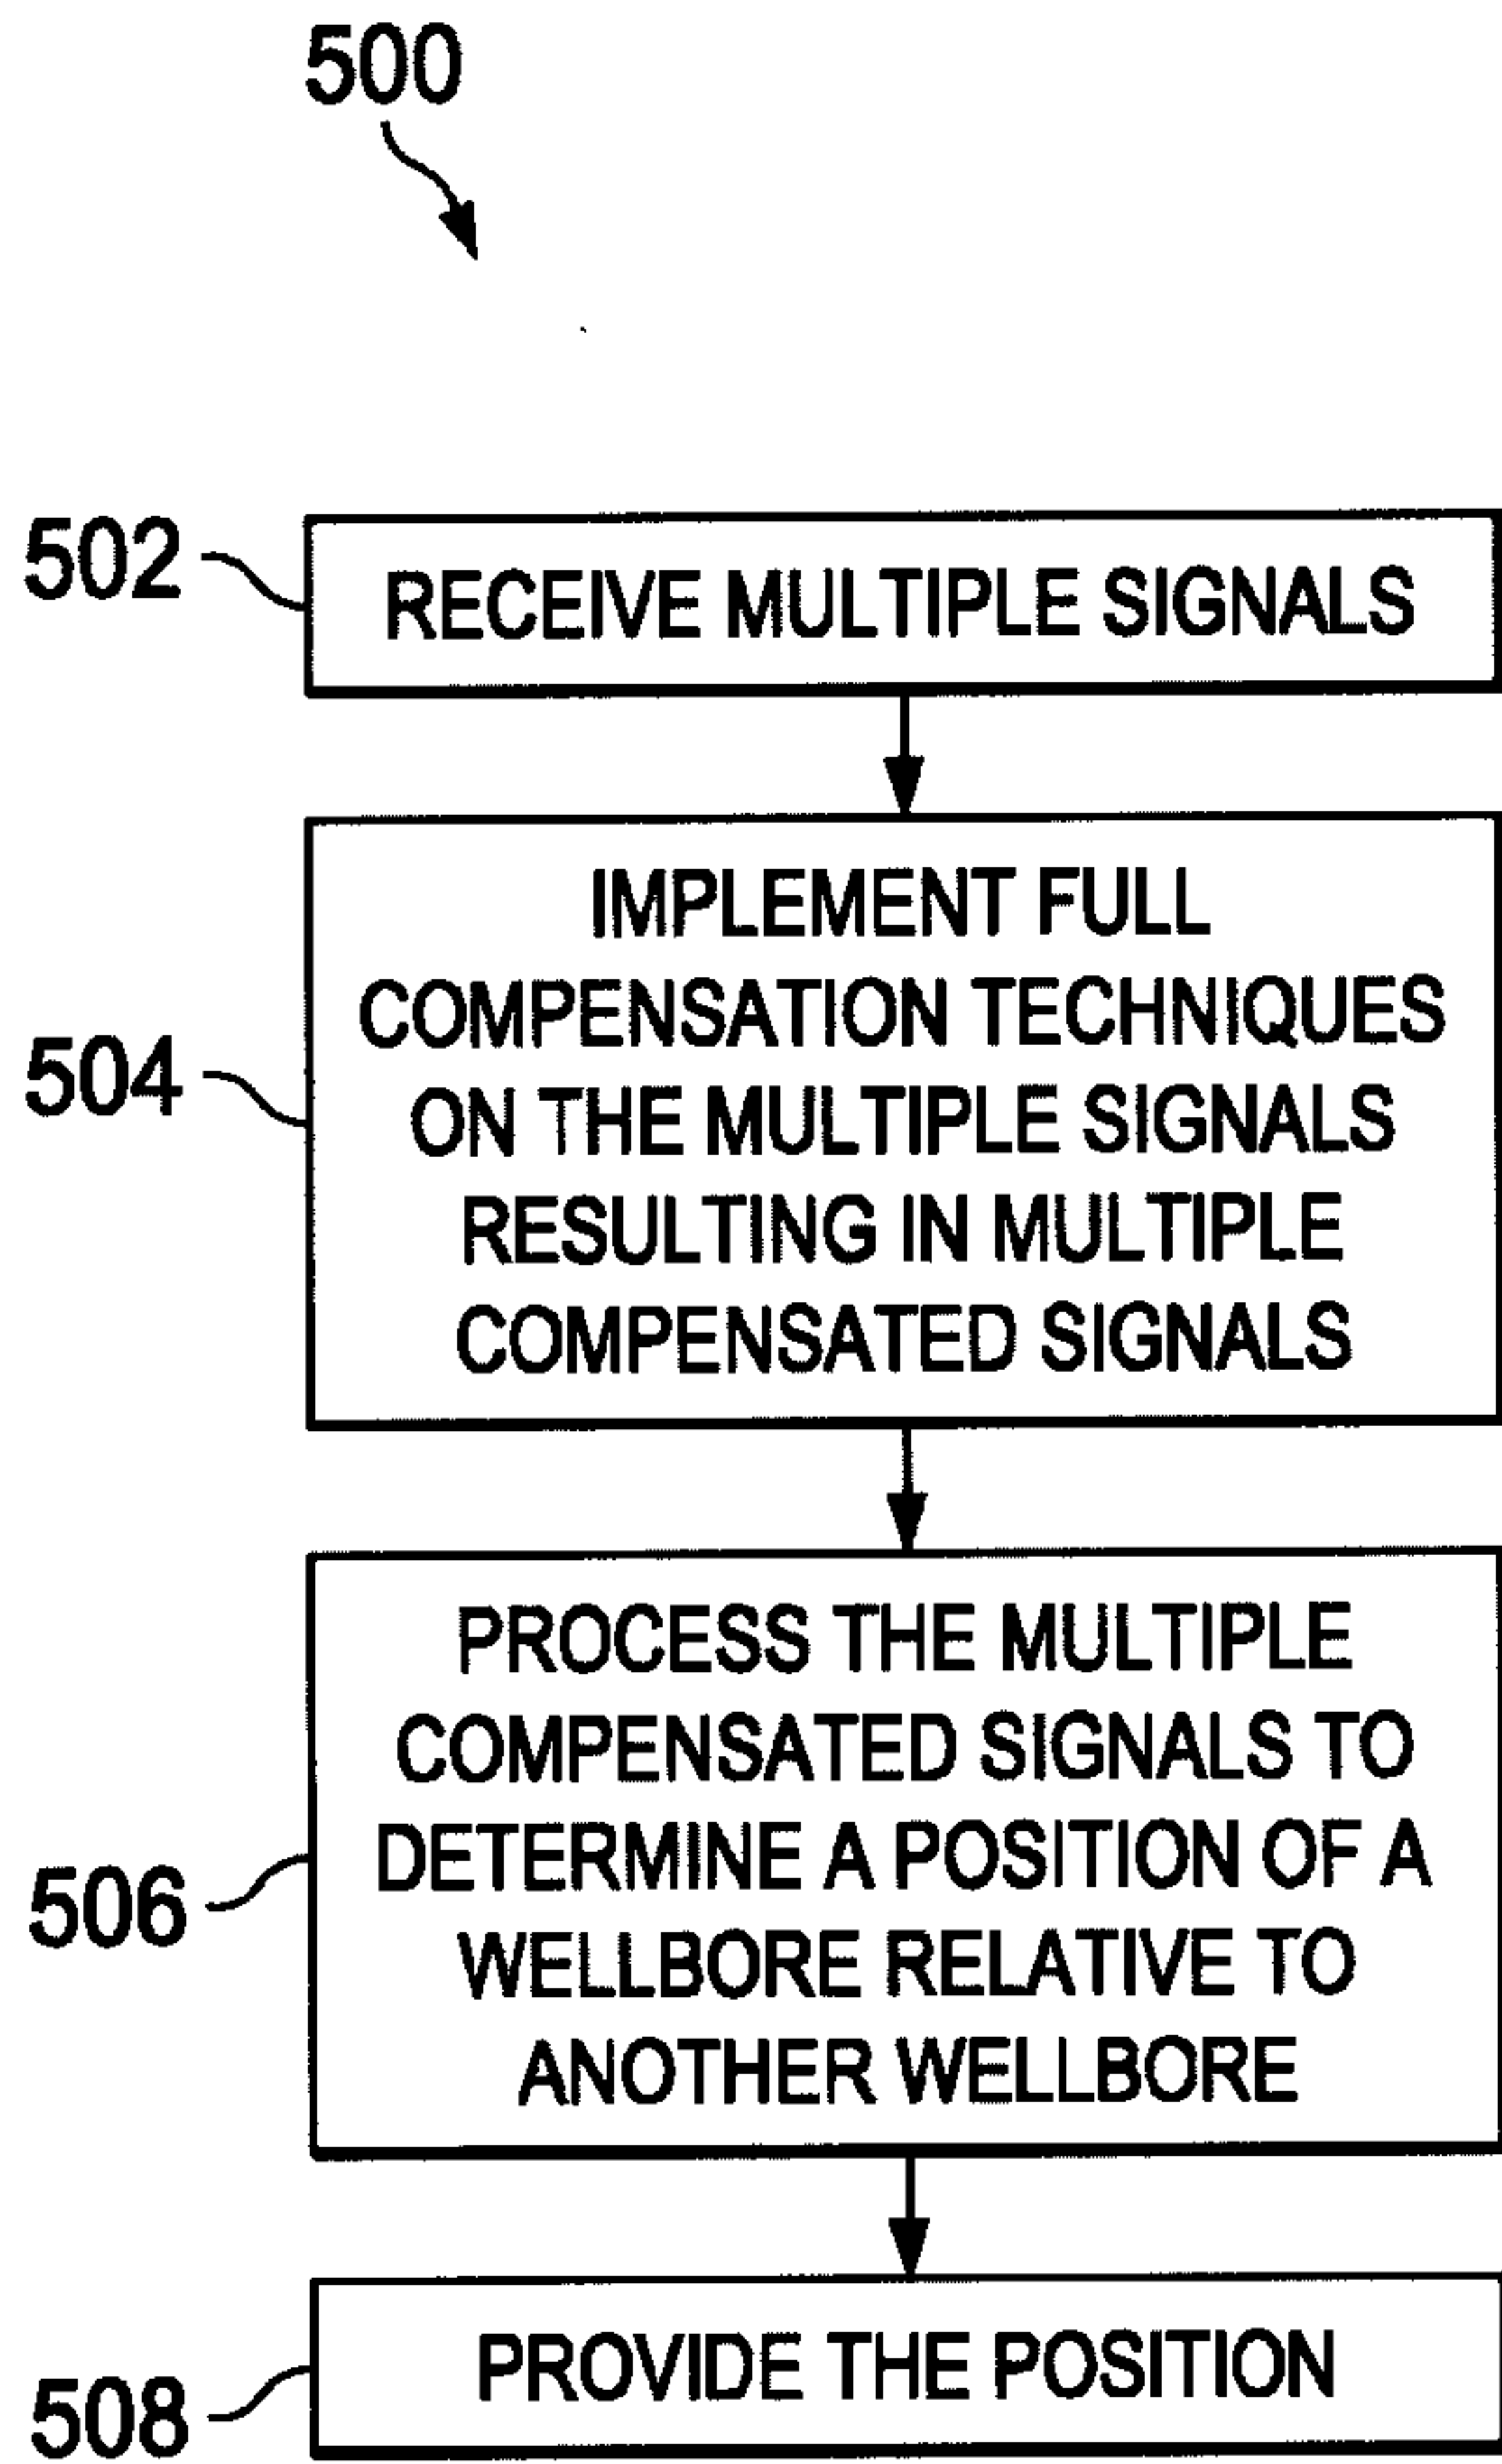 500
502
RECEIVE MULTIPLE SIGNALS
504
IMPLEMENT FULL
COMPENSATION TECHNIQUES
ON THE MULTIPLE SIGNALS
RESULTING IN MULTIPLE
COMPENSATED SIGNALS
506
PROCESS THE MULTIPLE
COMPENSATED SIGNALS TO
DETERMINE A POSITION OF A
WELLBORE RELATIVE TO
ANOTHER WELLBORE
508
PROVIDE THE POSITION